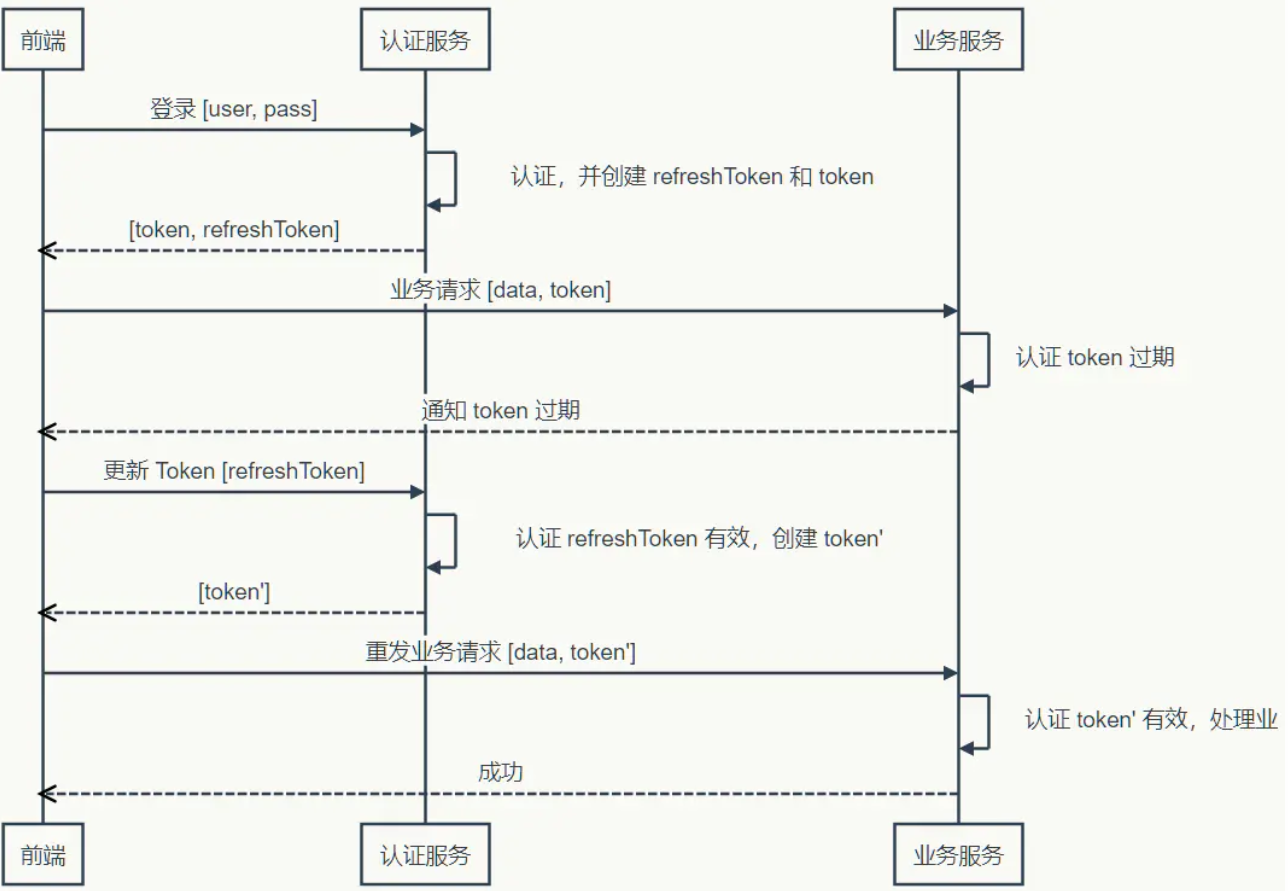 前端
认证服务
业务服务
登录 [user, pass]
认证，并创建 refreshToken 和 token
[token, refreshToken]
业务请求 [data, token]
认证 token 过期
通知 token 过期
更新 Token [refreshToken]
认证 refreshToken 有效，创建 token'
[token']
重发业务请求 [data, token']
认证 token' 有效，处理业
成功
前端
认证服务
业务服务